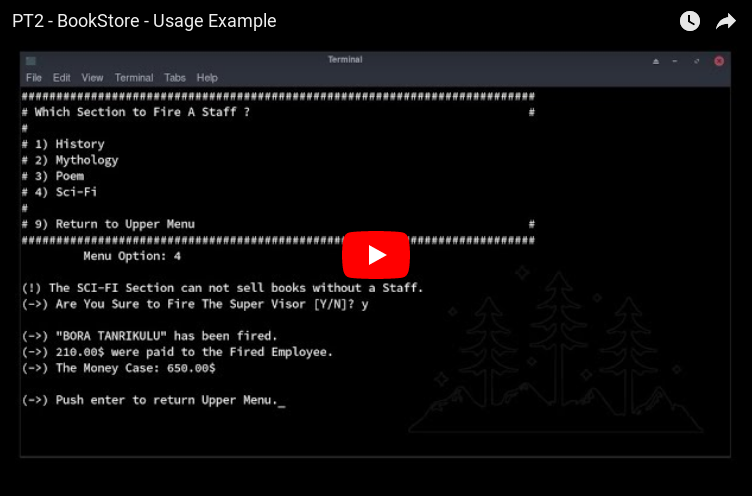 PT2 - BookStore - Usage Example
Terminal
File Edit View Terminal Tabs Help
###########################################################################
# Which Section to Fire A Staff ? #
#
# 1) History
# 2) Mythology
# 3) Poem
# 4) Sci-Fi
#
# 9) Return to Upper Menu #
###########################################################################
Menu Option: 4
(!) The SCI-FI Section can not sell books without a Staff.
(->) Are You Sure to Fire The Super Visor [Y/N]? y
(->) "BORA TANRIKULU" has been fired.
(->) 210.00$ were paid to the Fired Employee.
(->) The Money Case: 650.00$
(->) Push enter to return Upper Menu._